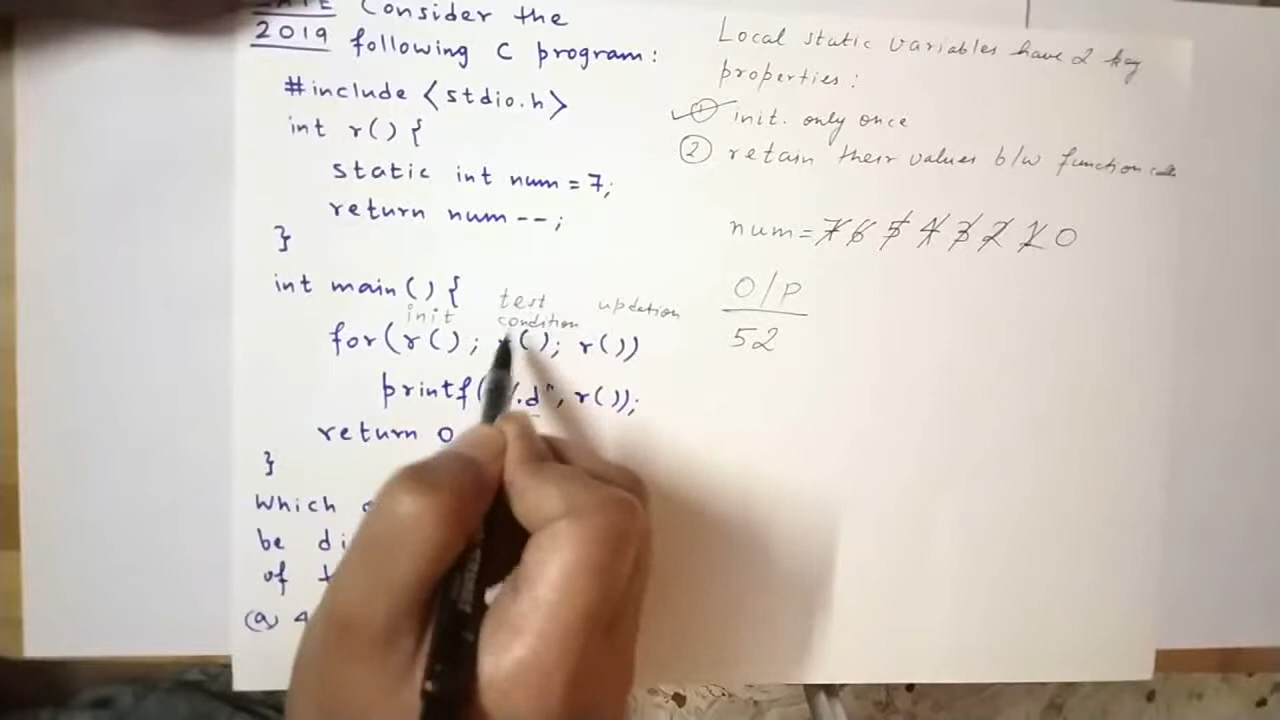 Consider the
2019 following C program:
#include <stdio.h>
int r() {
static int num = 7;
return num--;
}
int main() {
init test condition updation
for(r(); r(); r())
printf( %d", r());
return 0
}
Which
be di
of
(a) 4
Local static variables have 2 key
properties:
① init. only once
② retain their values b/w function
num = 7 6 5 4 3 2 1 0
O/P
52